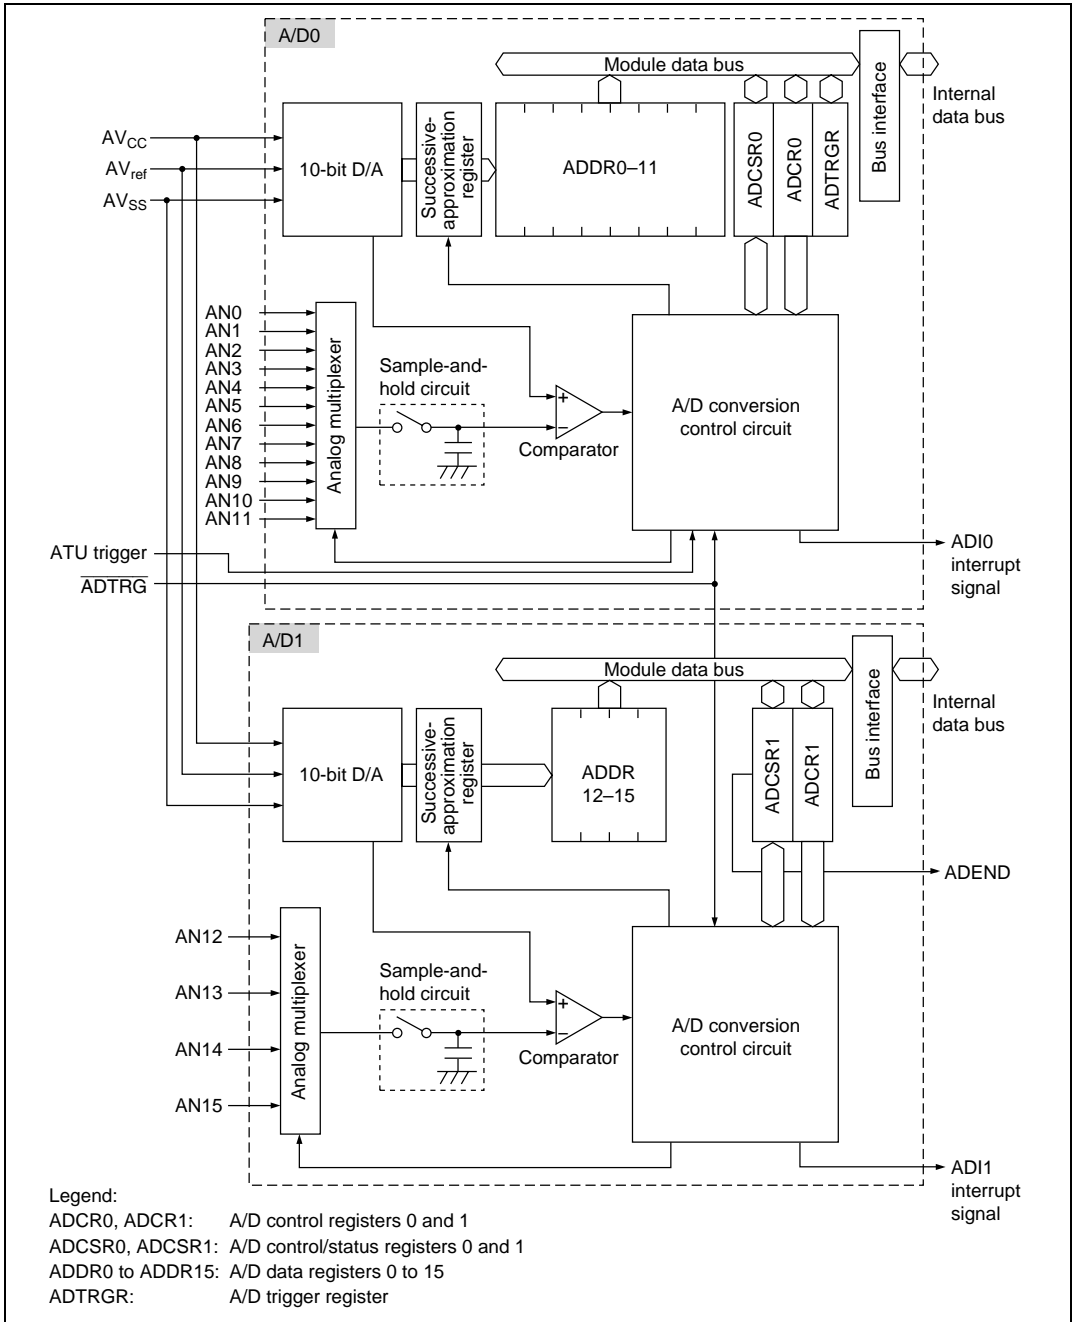 A/D0
Module data bus
Bus interface
Internal
data bus
AVCC
AVref
AVSS
10-bit D/A
Successive-
approximation
register
ADDR0–11
ADCSR0
ADCR0
ADTRGR
AN0
AN1
AN2
AN3
AN4
AN5
AN6
AN7
AN8
AN9
AN10
AN11
Analog multiplexer
Sample-and-
hold circuit
+
−
Comparator
A/D conversion
control circuit
ATU trigger
ADTRG
ADI0
interrupt
signal
A/D1
Module data bus
Bus interface
Internal
data bus
10-bit D/A
Successive-
approximation
register
ADDR
12–15
ADCSR1
ADCR1
ADEND
AN12
AN13
AN14
AN15
Analog multiplexer
Sample-and-
hold circuit
+
−
Comparator
A/D conversion
control circuit
ADI1
interrupt
signal
Legend:
ADCR0, ADCR1: A/D control registers 0 and 1
ADCSR0, ADCSR1: A/D control/status registers 0 and 1
ADDR0 to ADDR15: A/D data registers 0 to 15
ADTRGR: A/D trigger register